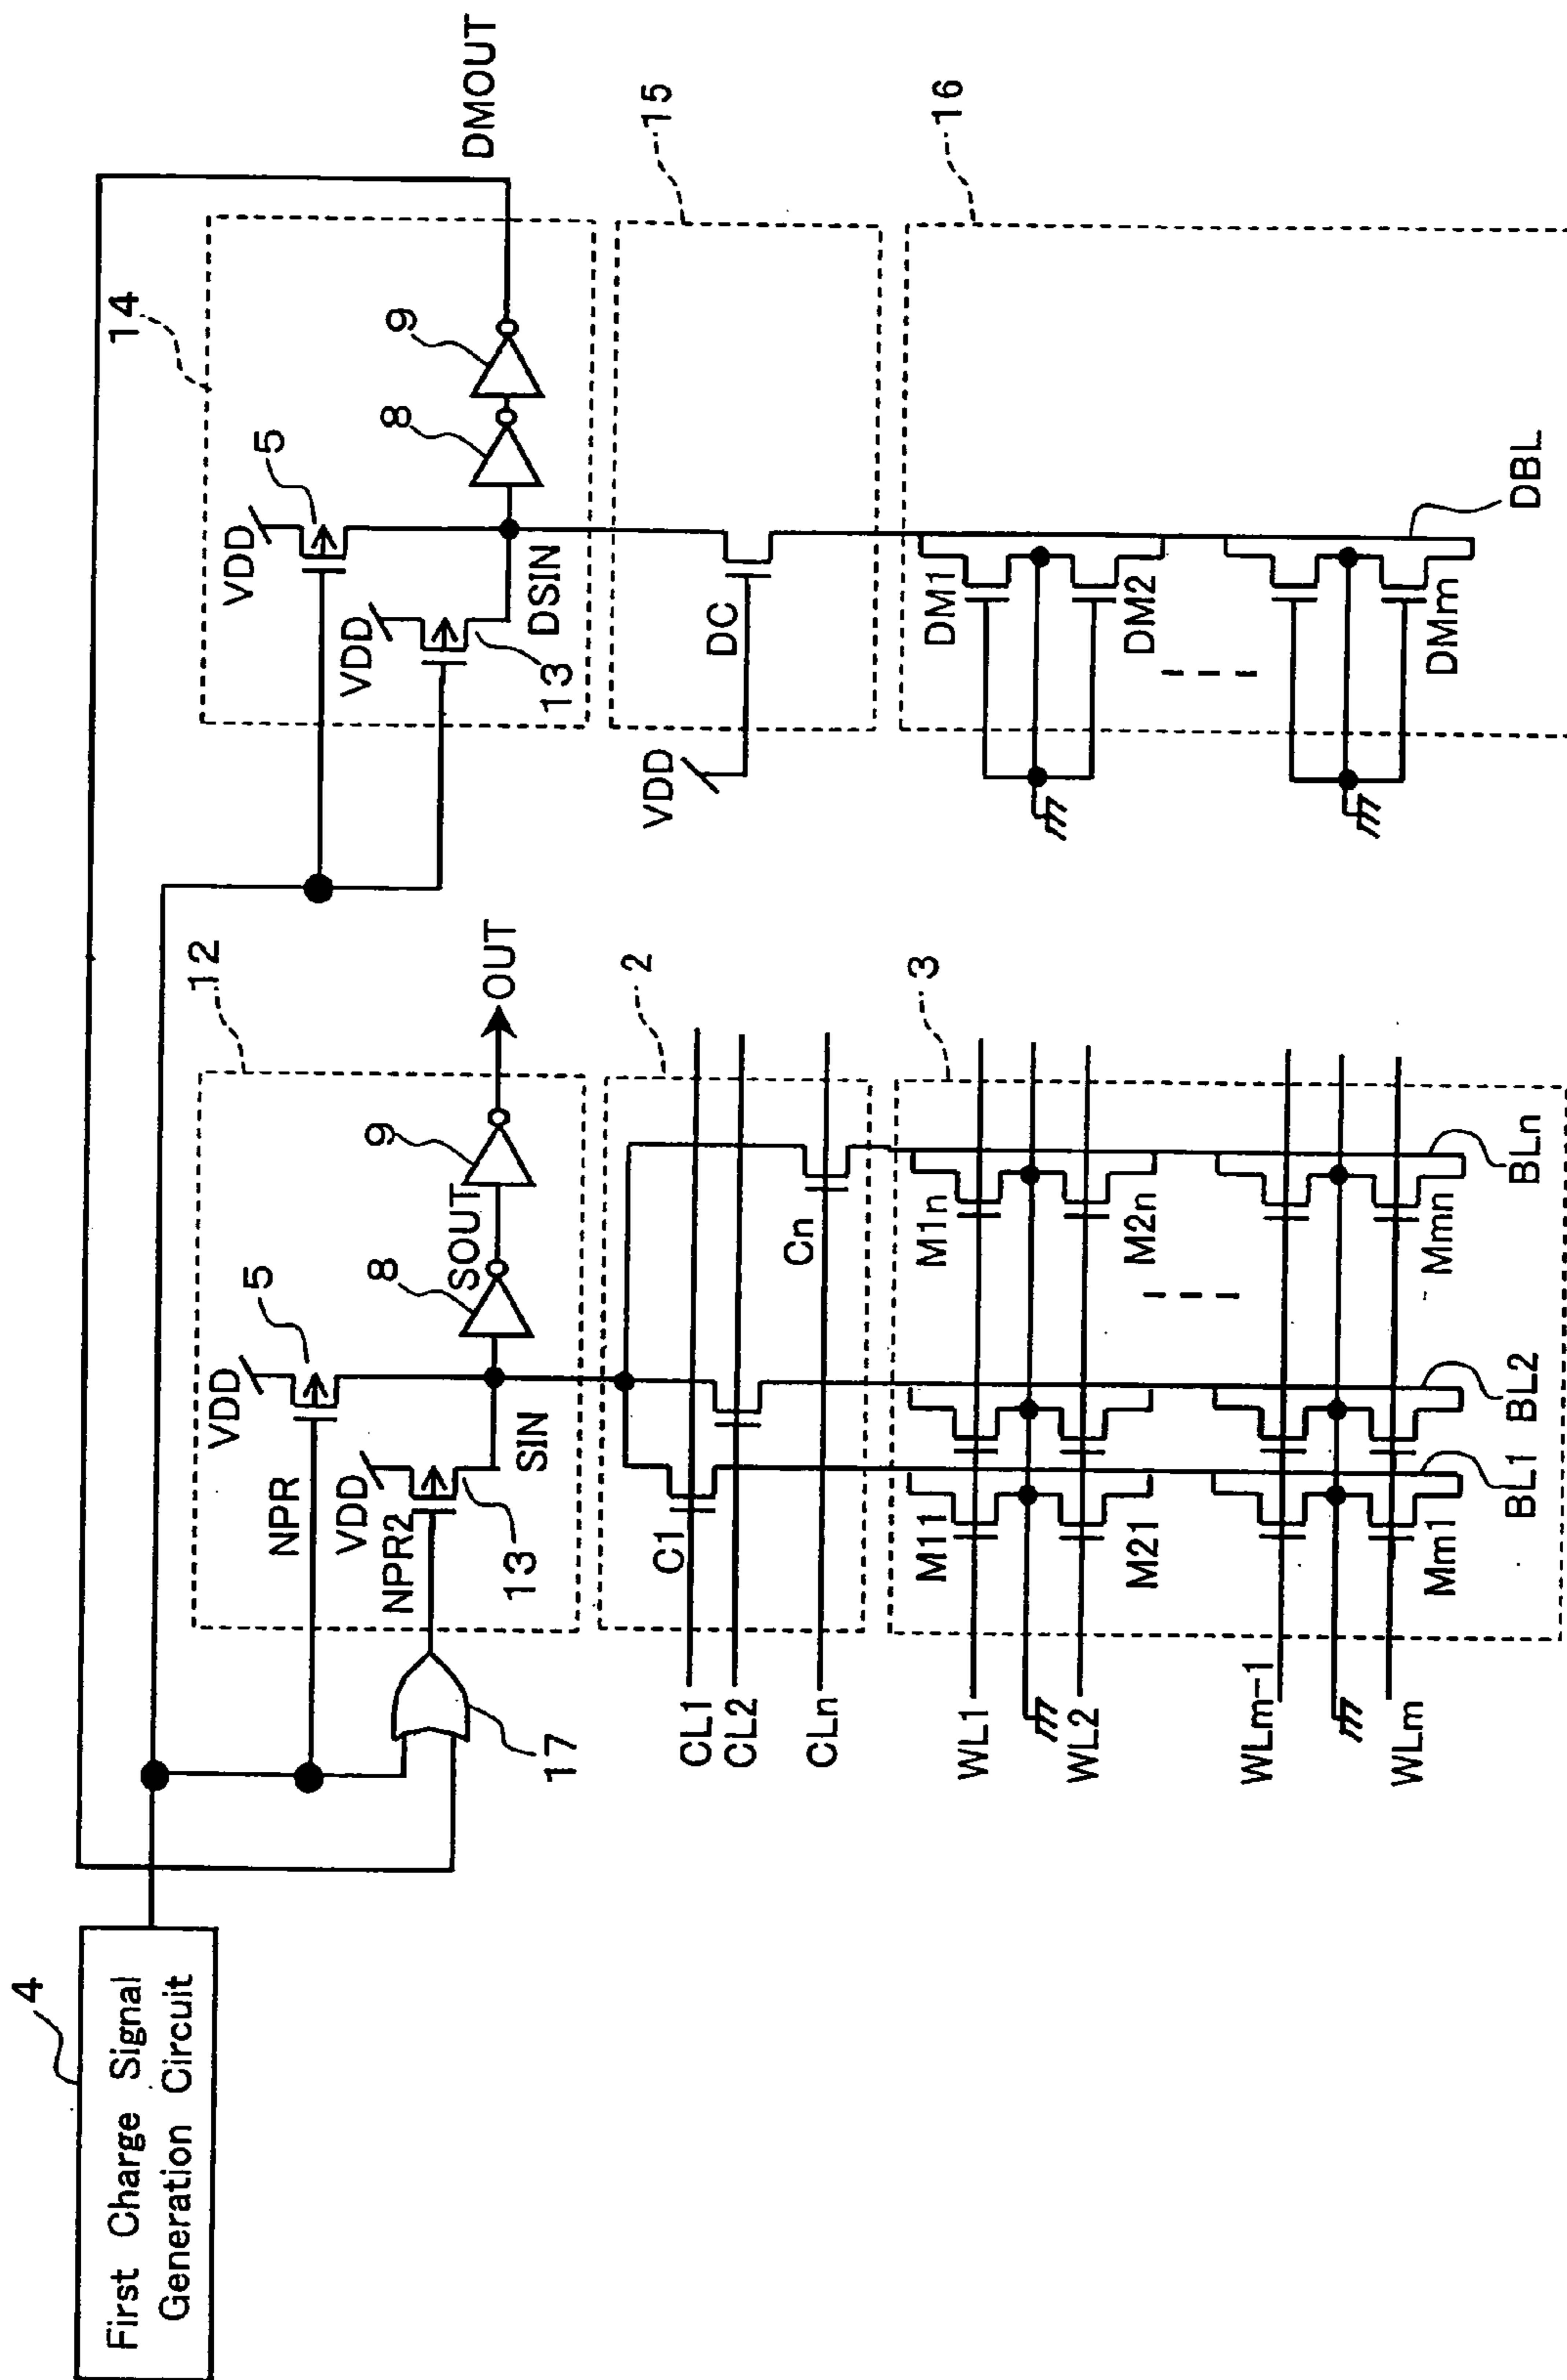 4
First Charge Signal
Generation Circuit
12
VDD
5
NPR
VDD
NPR2
13
SIN
8
SOUT
9
OUT
17
2
C1
Cn
CL1
CL2
CLn
3
M11
M1n
WL1
WL2
M21
M2n
WLm-1
WLm
Mm1
Mmn
BL1
BL2
BLn
14
VDD
5
VDD
13
DSIN
8
9
DMOUT
15
VDD
DC
16
DM1
DM2
DMm
DBL